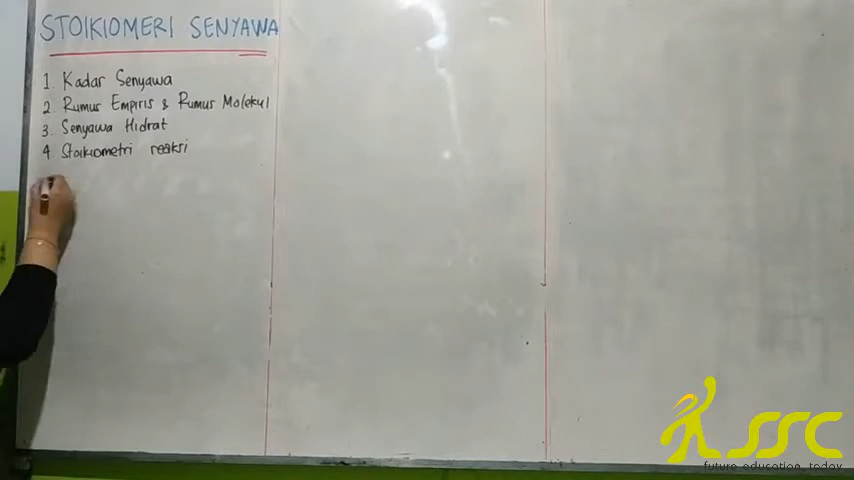 STOIKIOMERI SENYAWA
1. Kadar Senyawa
2. Rumus Empiris & Rumus Molekul
3. Senyawa Hidrat
4. Stoikiometri reaksi
SSC
future education, today